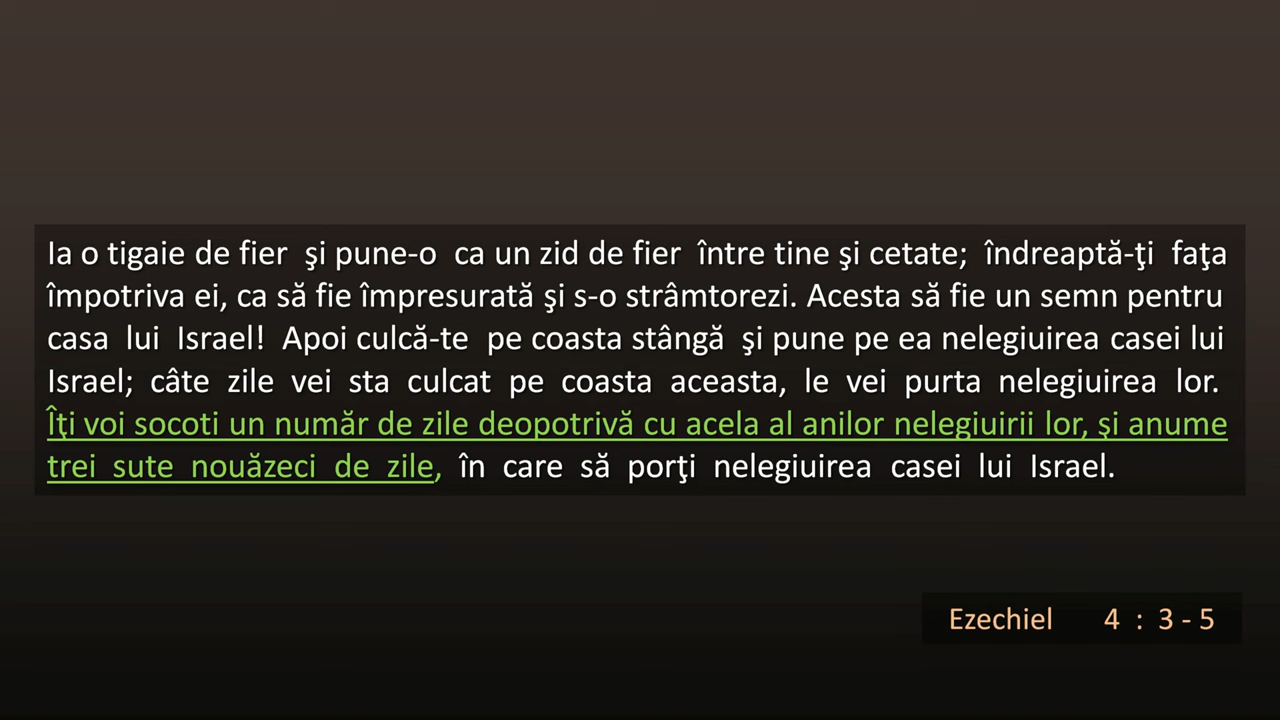 Ia o tigaie de fier şi pune-o ca un zid de fier între tine şi cetate; îndreaptă-ţi faţa
împotriva ei, ca să fie împresurată şi s-o strâmtorezi. Acesta să fie un semn pentru
casa lui Israel! Apoi culcă-te pe coasta stângă şi pune pe ea nelegiuirea casei lui
Israel; câte zile vei sta culcat pe coasta aceasta, le vei purta nelegiuirea lor.
Îţi voi socoti un număr de zile deopotrivă cu acela al anilor nelegiuirii lor, şi anume
trei sute nouăzeci de zile, în care să porţi nelegiuirea casei lui Israel.
Ezechiel 4 : 3 - 5